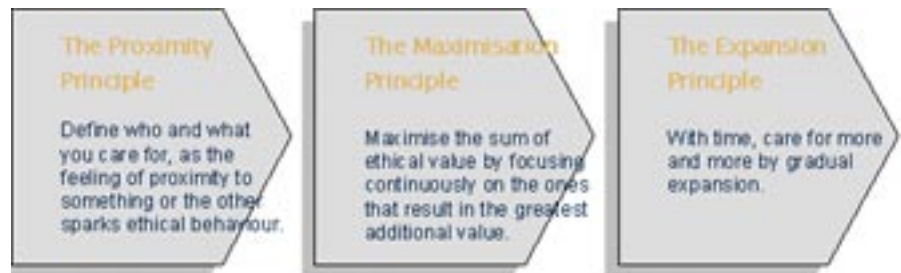 The Proximity
Principle
Define who and what
you care for, as the
feeling of proximity to
something or the other
sparks ethical behaviour.
The Maximisation
Principle
Maximise the sum of
ethical value by focusing
continuously on the ones
that result in the greatest
additional value.
The Expansion
Principle
With time, care for more
and more by gradual
expansion.